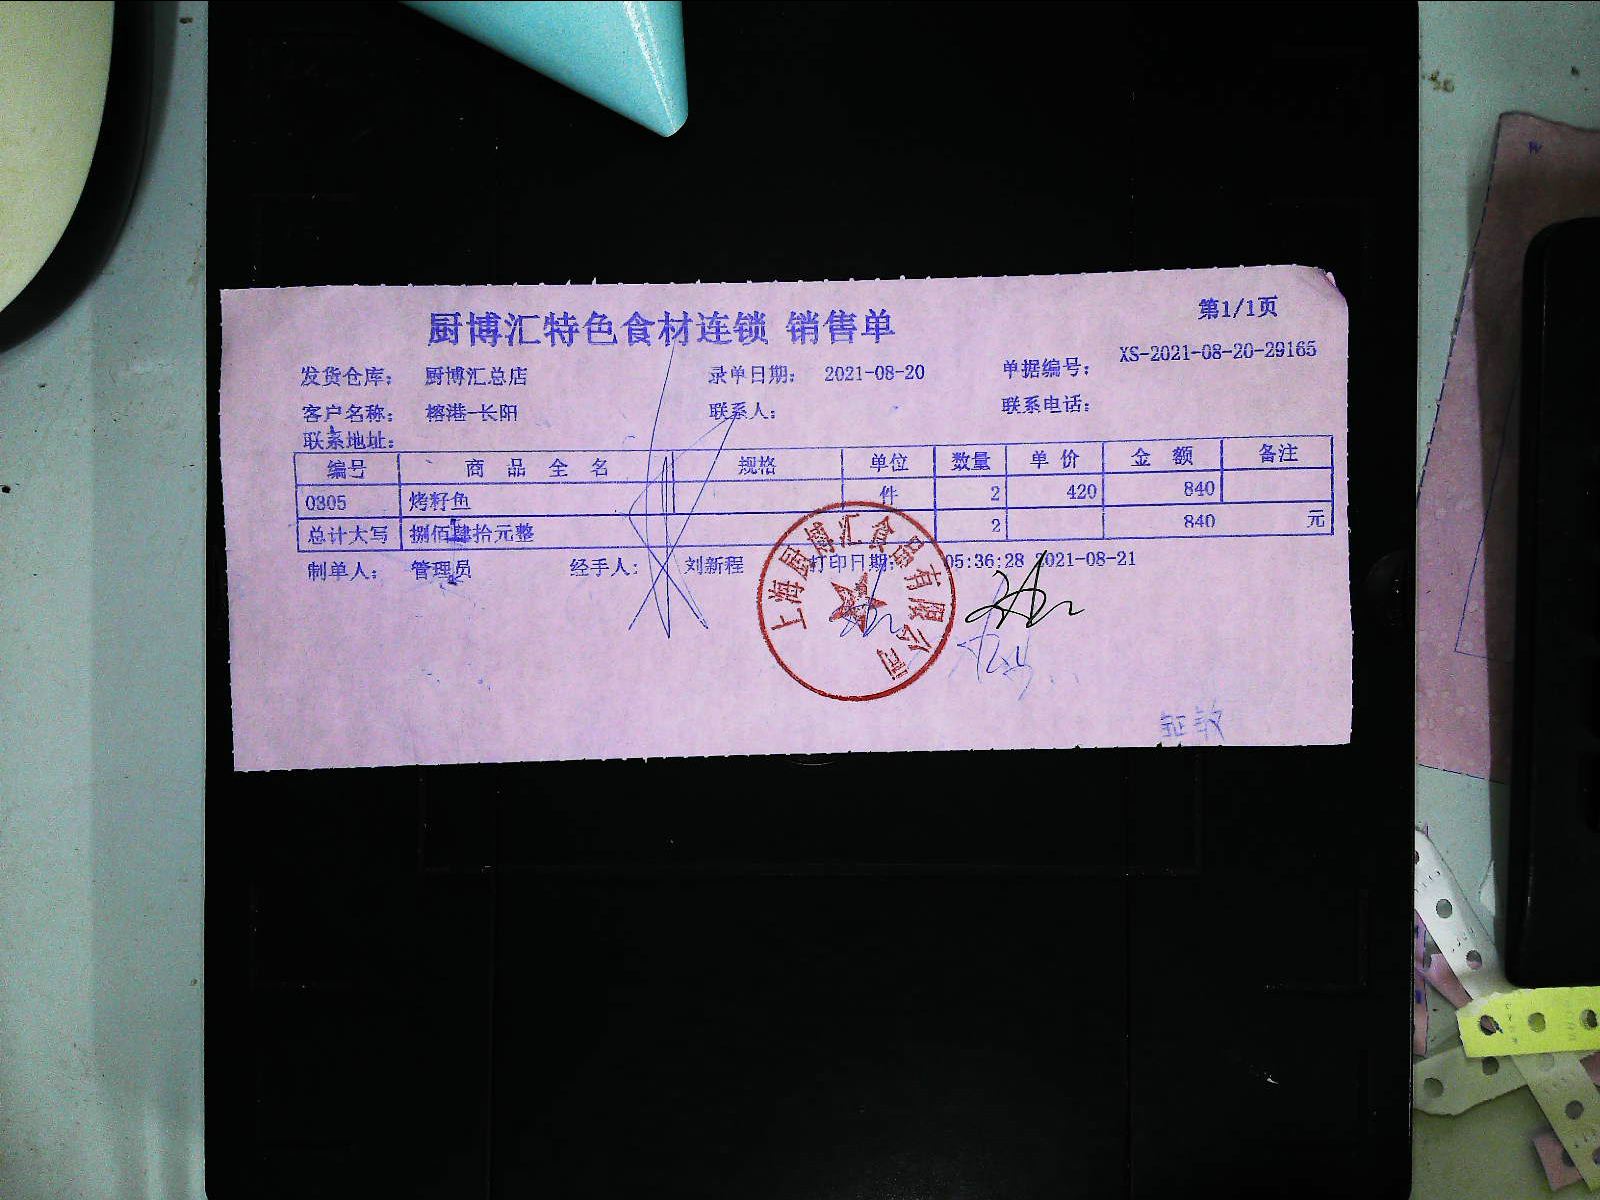 第1/1页
厨博汇特色食材连锁 销售单
发货仓库： 厨博汇总店 录单日期： 2021-08-20 单据编号： XS-2021-08-20-29165
客户名称： 榕港-长阳 联系人： 联系电话：
联系地址：
编号 商品全名 规格 单位 数量 单价 金额 备注
0305 烤籽鱼 件 2 420 840
总计大写 捌佰肆拾元整 2 840 元
制单人： 管理员 经手人： 刘新程 打印日期： 05:36:28 2021-08-21
上海厨博汇食品有限公司